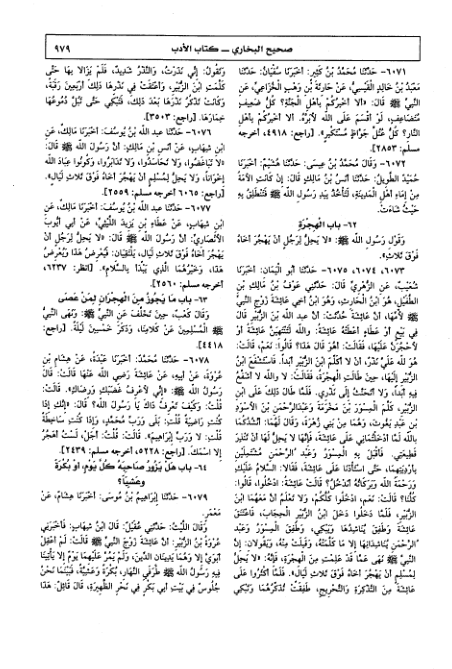 صحيح البخاري ــ كتاب الأدب
٩٧٩
٦٠٧١- حَدَّثَنَا مُحَمَّدُ بْنُ كَثِيرٍ: أَخْبَرَنَا سُفْيَانُ: حَدَّثَنَا
مَعْبَدُ بْنُ خَالِدٍ القَيْسِيُّ، عَنْ حَارِثَةَ بْنِ وَهْبٍ الخُزَاعِيِّ، عَنِ
النَّبِيِّ ﷺ قَالَ: «أَلَا أُخْبِرُكُمْ بِأَهْلِ الجَنَّةِ؟ كُلُّ ضَعِيفٍ
مُتَضَاعِفٍ، لَوْ أَقْسَمَ عَلَى اللهِ لَأَبَرَّهُ. أَلَا أُخْبِرُكُمْ بِأَهْلِ
النَّارِ؟ كُلُّ عُتُلٍّ جَوَّاظٍ مُسْتَكْبِرٍ». [راجع: ٤٩١٨، أخرجه
مسلم: ٢٨٥٣].
٦٠٧٢- وَقَالَ مُحَمَّدُ بْنُ عِيسَى: حَدَّثَنَا هُشَيْمٌ: أَخْبَرَنَا
حُمَيْدٌ الطَّوِيلُ: حَدَّثَنَا أَنَسُ بْنُ مَالِكٍ قَالَ: إِنْ كَانَتِ الأَمَةُ
مِنْ إِمَاءِ أَهْلِ المَدِينَةِ، لَتَأْخُذُ بِيَدِ رَسُولِ اللهِ ﷺ فَتَنْطَلِقُ بِهِ
حَيْثُ شَاءَتْ.
٦٢- باب الهِجْرَةِ
وَقَوْلِ رَسُولِ اللهِ ﷺ: «لَا يَحِلُّ لِرَجُلٍ أَنْ يَهْجُرَ أَخَاهُ
فَوْقَ ثَلَاثٍ».
٦٠٧٣، ٦٠٧٤، ٦٠٧٥- حَدَّثَنَا أَبُو اليَمَانِ: أَخْبَرَنَا
شُعَيْبٌ، عَنِ الزُّهْرِيِّ قَالَ: حَدَّثَنِي عَوْفُ بْنُ مَالِكِ بْنِ
الطُّفَيْلِ، هُوَ ابْنُ الحَارِثِ، وَهُوَ ابْنُ أَخِي عَائِشَةَ زَوْجِ النَّبِيِّ
ﷺ لِأُمِّهَا، أَنَّ عَائِشَةَ حُدِّثَتْ: أَنَّ عَبْدَ اللهِ بْنَ الزُّبَيْرِ قَالَ
فِي بَيْعٍ أَوْ عَطَاءٍ أَعْطَتْهُ عَائِشَةُ: وَاللهِ لَتَنْتَهِيَنَّ عَائِشَةُ أَوْ
لَأَحْجُرَنَّ عَلَيْهَا، فَقَالَتْ: أَهُوَ قَالَ هَذَا؟ قَالُوا: نَعَمْ، قَالَتْ:
هُوَ لِلهِ عَلَيَّ نَذْرٌ، أَنْ لَا أُكَلِّمَ ابْنَ الزُّبَيْرِ أَبَداً. فَاسْتَشْفَعَ ابْنُ
الزُّبَيْرِ إِلَيْهَا، حِينَ طَالَتِ الهِجْرَةُ، فَقَالَتْ: لَا وَاللهِ لَا أُشَفِّعُ
فِيهِ أَبَداً، وَلَا أَتَحَنَّثُ إِلَى نَذْرِي. فَلَمَّا طَالَ ذَلِكَ عَلَى ابْنِ
الزُّبَيْرِ، كَلَّمَ المِسْوَرَ بْنَ مَخْرَمَةَ وَعَبْدَالرَّحْمَنِ بْنَ الأَسْوَدِ
بْنِ عَبْدِ يَغُوثَ، وَهُمَا مِنْ بَنِي زُهْرَةَ، وَقَالَ لَهُمَا: أَنْشُدُكُمَا
بِاللهِ لَمَّا أَدْخَلْتُمَانِي عَلَى عَائِشَةَ، فَإِنَّهَا لَا يَحِلُّ لَهَا أَنْ تَنْذِرَ
قَطِيعَتِي. فَأَقْبَلَ بِهِ المِسْوَرُ وَعَبْدُ الرَّحْمَنِ مُشْتَمِلَيْنِ
بِأَرْدِيَتِهِمَا، حَتَّى اسْتَأْذَنَا عَلَى عَائِشَةَ، فَقَالَا: السَّلَامُ عَلَيْكِ
وَرَحْمَةُ اللهِ وَبَرَكَاتُهُ أَنَدْخُلُ؟ قَالَتْ عَائِشَةُ: ادْخُلُوا، قَالُوا:
كُلُّنَا؟ قَالَتْ: نَعَمِ، ادْخُلُوا كُلُّكُمْ، وَلَا تَعْلَمُ أَنَّ مَعَهُمَا ابْنَ
الزُّبَيْرِ، فَلَمَّا دَخَلُوا دَخَلَ ابْنُ الزُّبَيْرِ الحِجَابَ، فَاعْتَنَقَ
عَائِشَةَ وَطَفِقَ يُنَاشِدُهَا وَيَبْكِي، وَطَفِقَ المِسْوَرُ وَعَبْدُ
الرَّحْمَنِ يُنَاشِدَانِهَا إِلَّا مَا كَلَّمَتْهُ، وَقَبِلَتْ مِنْهُ، وَيَقُولَانِ: إِنَّ
النَّبِيَّ ﷺ نَهَى عَمَّا قَدْ عَلِمْتِ مِنَ الهِجْرَةِ، فَإِنَّهُ: «لَا يَحِلُّ
لِمُسْلِمٍ أَنْ يَهْجُرَ أَخَاهُ فَوْقَ ثَلَاثِ لَيَالٍ». فَلَمَّا أَكْثَرُوا عَلَى
عَائِشَةَ مِنَ التَّذْكِرَةِ وَالتَّحْرِيجِ، طَفِقَتْ تُذَكِّرُهُمَا وَتَبْكِي
وَتَقُولُ: إِنِّي نَذَرْتُ، وَالنَّذْرُ شَدِيدٌ، فَلَمْ يَزَالَا بِهَا حَتَّى
كَلَّمَتِ ابْنَ الزُّبَيْرِ، وَأَعْتَقَتْ فِي نَذْرِهَا ذَلِكَ أَرْبَعِينَ رَقَبَةً،
وَكَانَتْ تَذْكُرُ نَذْرَهَا بَعْدَ ذَلِكَ، فَتَبْكِي حَتَّى تَبُلَّ دُمُوعُهَا
خِمَارَهَا. [راجع: ٣٥٠٣].
٦٠٧٦- حَدَّثَنَا عبد اللهِ بْنُ يُوسُفَ: أَخْبَرَنَا مَالِكٌ، عَنِ
ابْنِ شِهَابٍ، عَنْ أَنَسِ بْنِ مَالِكٍ: أَنَّ رَسُولَ اللهِ ﷺ قَالَ:
«لَا تَبَاغَضُوا، وَلَا تَحَاسَدُوا، وَلَا تَدَابَرُوا، وَكُونُوا عِبَادَ اللهِ
إِخْوَاناً، وَلَا يَحِلُّ لِمُسْلِمٍ أَنْ يَهْجُرَ أَخَاهُ فَوْقَ ثَلَاثِ لَيَالٍ».
[راجع: ٦٠٦٥ أخرجه مسلم: ٢٥٥٩].
٦٠٧٧- حَدَّثَنَا عبد اللهِ بْنُ يُوسُفَ: أَخْبَرَنَا مَالِكٌ، عَنِ
ابْنِ شِهَابٍ، عَنْ عَطَاءِ بْنِ يَزِيدَ اللَّيْثِيِّ، عَنْ أَبِي أَيُّوبَ
الأَنْصَارِيِّ: أَنَّ رَسُولَ اللهِ ﷺ قَالَ: «لَا يَحِلُّ لِرَجُلٍ أَنْ
يَهْجُرَ أَخَاهُ فَوْقَ ثَلَاثِ لَيَالٍ، يَلْتَقِيَانِ: فَيُعْرِضُ هَذَا وَيُعْرِضُ
هَذَا، وَخَيْرُهُمَا الَّذِي يَبْدَأُ بِالسَّلَامِ». [انظر: ٦٢٣٧،
أخرجه مسلم: ٢٥٦٠].
٦٣- باب مَا يَجُوزُ مِنَ الهِجْرَانِ لِمَنْ عَصَى
وَقَالَ كَعْبٌ، حِينَ تَخَلَّفَ عَنِ النَّبِيِّ ﷺ: وَنَهَى النَّبِيُّ
ﷺ المُسْلِمِينَ عَنْ كَلَامِنَا، وَذَكَرَ خَمْسِينَ لَيْلَةً. [راجع:
٤٤١٨].
٦٠٧٨- حَدَّثَنَا مُحَمَّدٌ: أَخْبَرَنَا عَبْدَةُ، عَنْ هِشَامِ بْنِ
عُرْوَةَ، عَنْ أَبِيهِ، عَنْ عَائِشَةَ رَضِيَ اللهُ عَنْهَا قَالَتْ: قَالَ
رَسُولُ اللهِ ﷺ: «إِنِّي لَأَعْرِفُ غَضَبَكِ وَرِضَاكِ». قَالَتْ:
قُلْتُ: وَكَيْفَ تَعْرِفُ ذَاكَ يَا رَسُولَ اللهِ؟ قَالَ: «إِنَّكِ إِذَا
كُنْتِ رَاضِيَةً قُلْتِ: بَلَى وَرَبِّ مُحَمَّدٍ، وَإِذَا كُنْتِ سَاخِطَةً
قُلْتِ: لَا وَرَبِّ إِبْرَاهِيمَ». قَالَتْ: قُلْتُ: أَجَلْ، لَسْتُ أَهْجُرُ
إِلَّا اسْمَكَ. [راجع: ٥٢٢٨، أخرجه مسلم: ٢٤٣٩].
٦٤- باب هَلْ يَزُورُ صَاحِبَهُ كُلَّ يَوْمٍ، أَوْ بُكْرَةً
وَعَشِيّاً؟
٦٠٧٩- حَدَّثَنَا إِبْرَاهِيمُ بْنُ مُوسَى: أَخْبَرَنَا هِشَامٌ، عَنْ
مَعْمَرٍ.
وَقَالَ اللَّيْثُ: حَدَّثَنِي عُقَيْلٌ: قَالَ ابْنُ شِهَابٍ: فَأَخْبَرَنِي
عُرْوَةُ بْنُ الزُّبَيْرِ: أَنَّ عَائِشَةَ زَوْجَ النَّبِيِّ ﷺ قَالَتْ: لَمْ أَعْقِلْ
أَبَوَيَّ إِلَّا وَهُمَا يَدِينَانِ الدِّينَ، وَلَمْ يَمُرَّ عَلَيْهِمَا يَوْمٌ إِلَّا يَأْتِينَا
فِيهِ رَسُولُ اللهِ ﷺ طَرَفَيِ النَّهَارِ، بُكْرَةً وَعَشِيَّةً، فَبَيْنَمَا نَحْنُ
جُلُوسٌ فِي بَيْتِ أَبِي بَكْرٍ فِي نَحْرِ الظَّهِيرَةِ، قَالَ قَائِلٌ: هَذَا